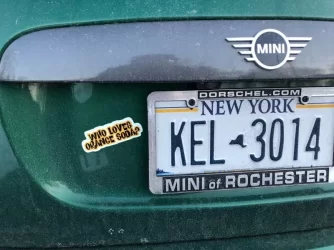 MINI
DORSCHEL.COM
NEW YORK
KEL 3014
MINI of ROCHESTER
WHO LOVES
ORANGE SODA?